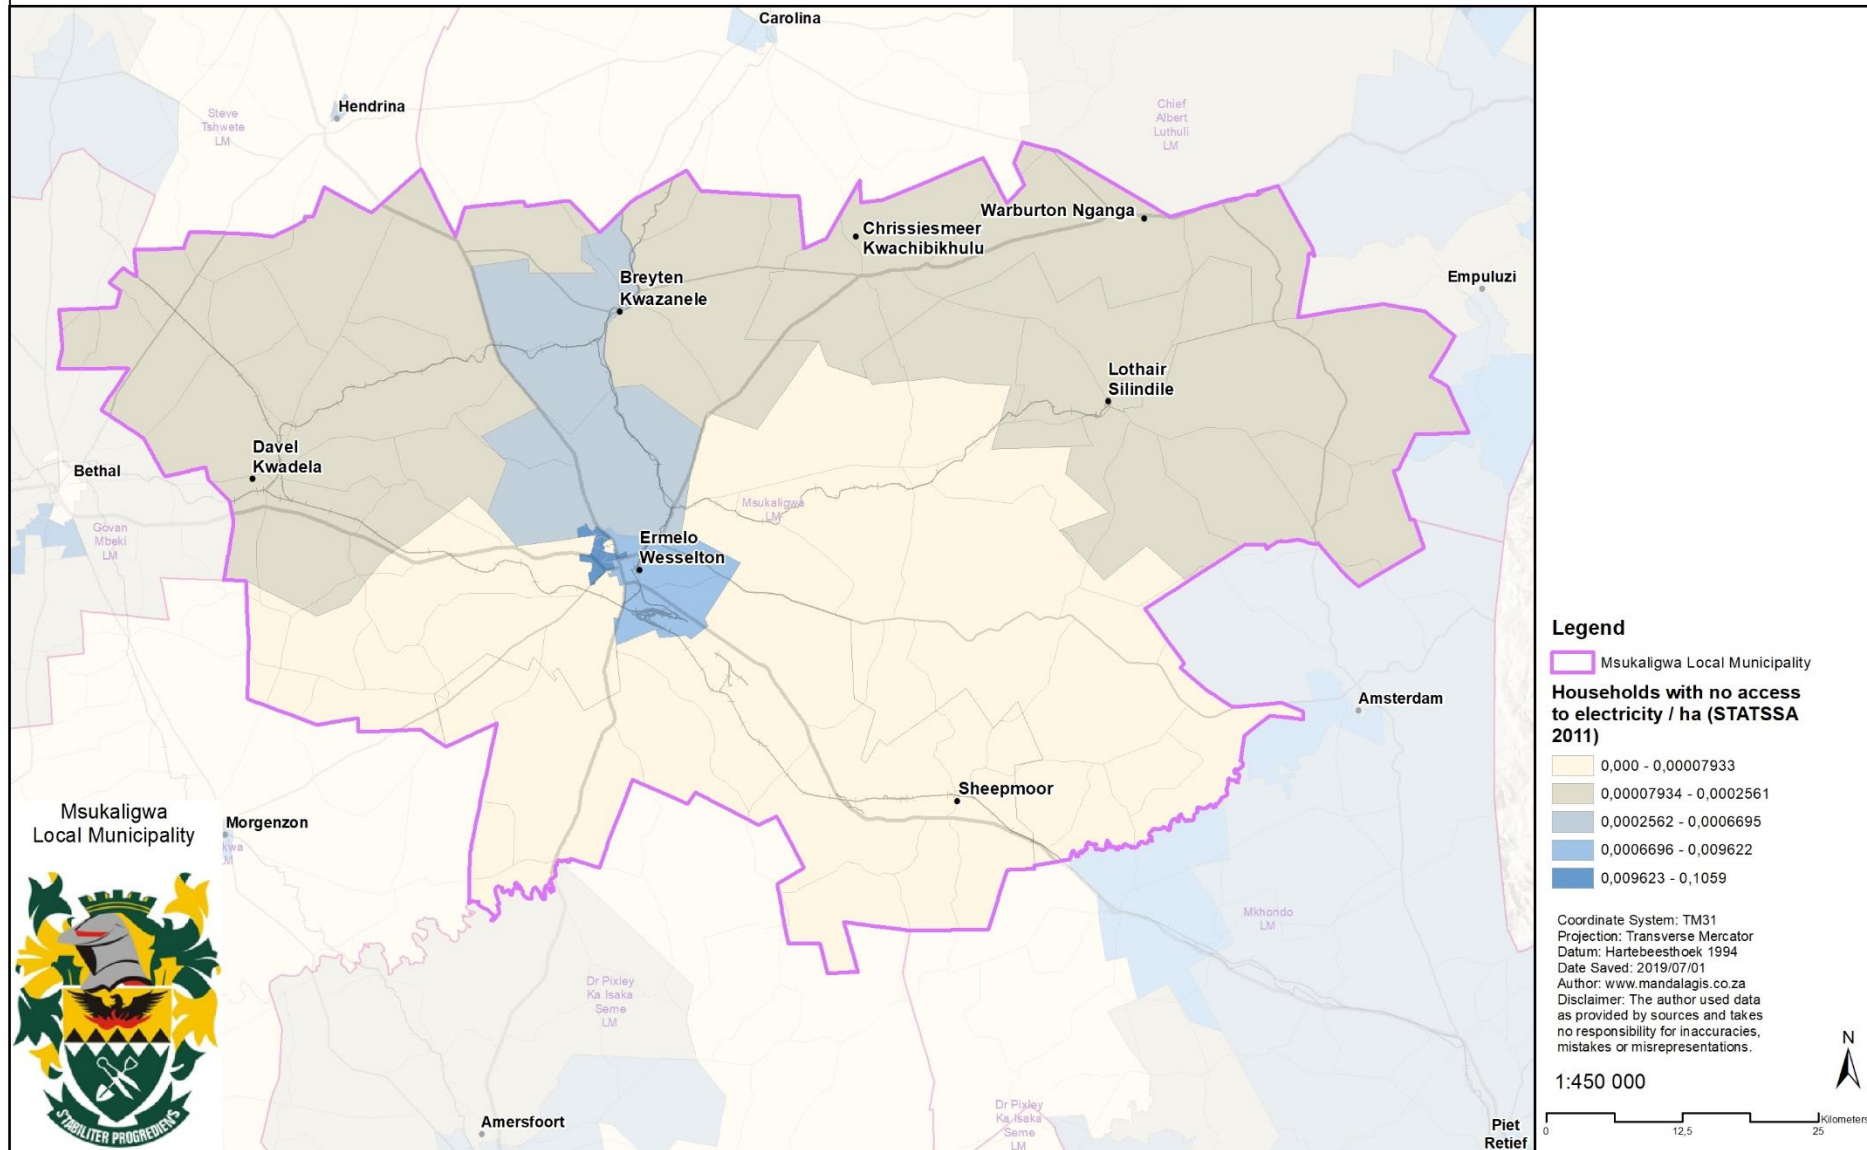 Carolina
Hendrina
Steve
Tshwete
LM
Chief
Albert
Luthuli
LM
Warburton Nganga
Chrissiesmeer
Kwachibikhulu
Breyten
Kwazanele
Empuluzi
Lothair
Silindile
Davel
Kwadela
Bethal
Msukaligwa
LM
Govan
Mbeki
LM
Ermelo
Wesselton
Amsterdam
Sheepmoor
Msukaligwa
Local Municipality
Morgenzon
kwa
LM
Mkhondo
LM
Dr Pixley
Ka Isaka
Seme
LM
Amersfoort
Dr Pixley
Ka Isaka
Seme
LM
Piet
Retief
STABILITER PROGREDIENS
Legend
Msukaligwa Local Municipality
Households with no access
to electricity / ha (STATSSA
2011)
0,000 - 0,00007933
0,00007934 - 0,0002561
0,0002562 - 0,0006695
0,0006696 - 0,009622
0,009623 - 0,1059
Coordinate System: TM31
Projection: Transverse Mercator
Datum: Hartebeesthoek 1994
Date Saved: 2019/07/01
Author: www.mandalagis.co.za
Disclaimer: The author used data
as provided by sources and takes
no responsibility for inaccuracies,
mistakes or misrepresentations.
N
1:450 000
Kilometers
0 12,5 25